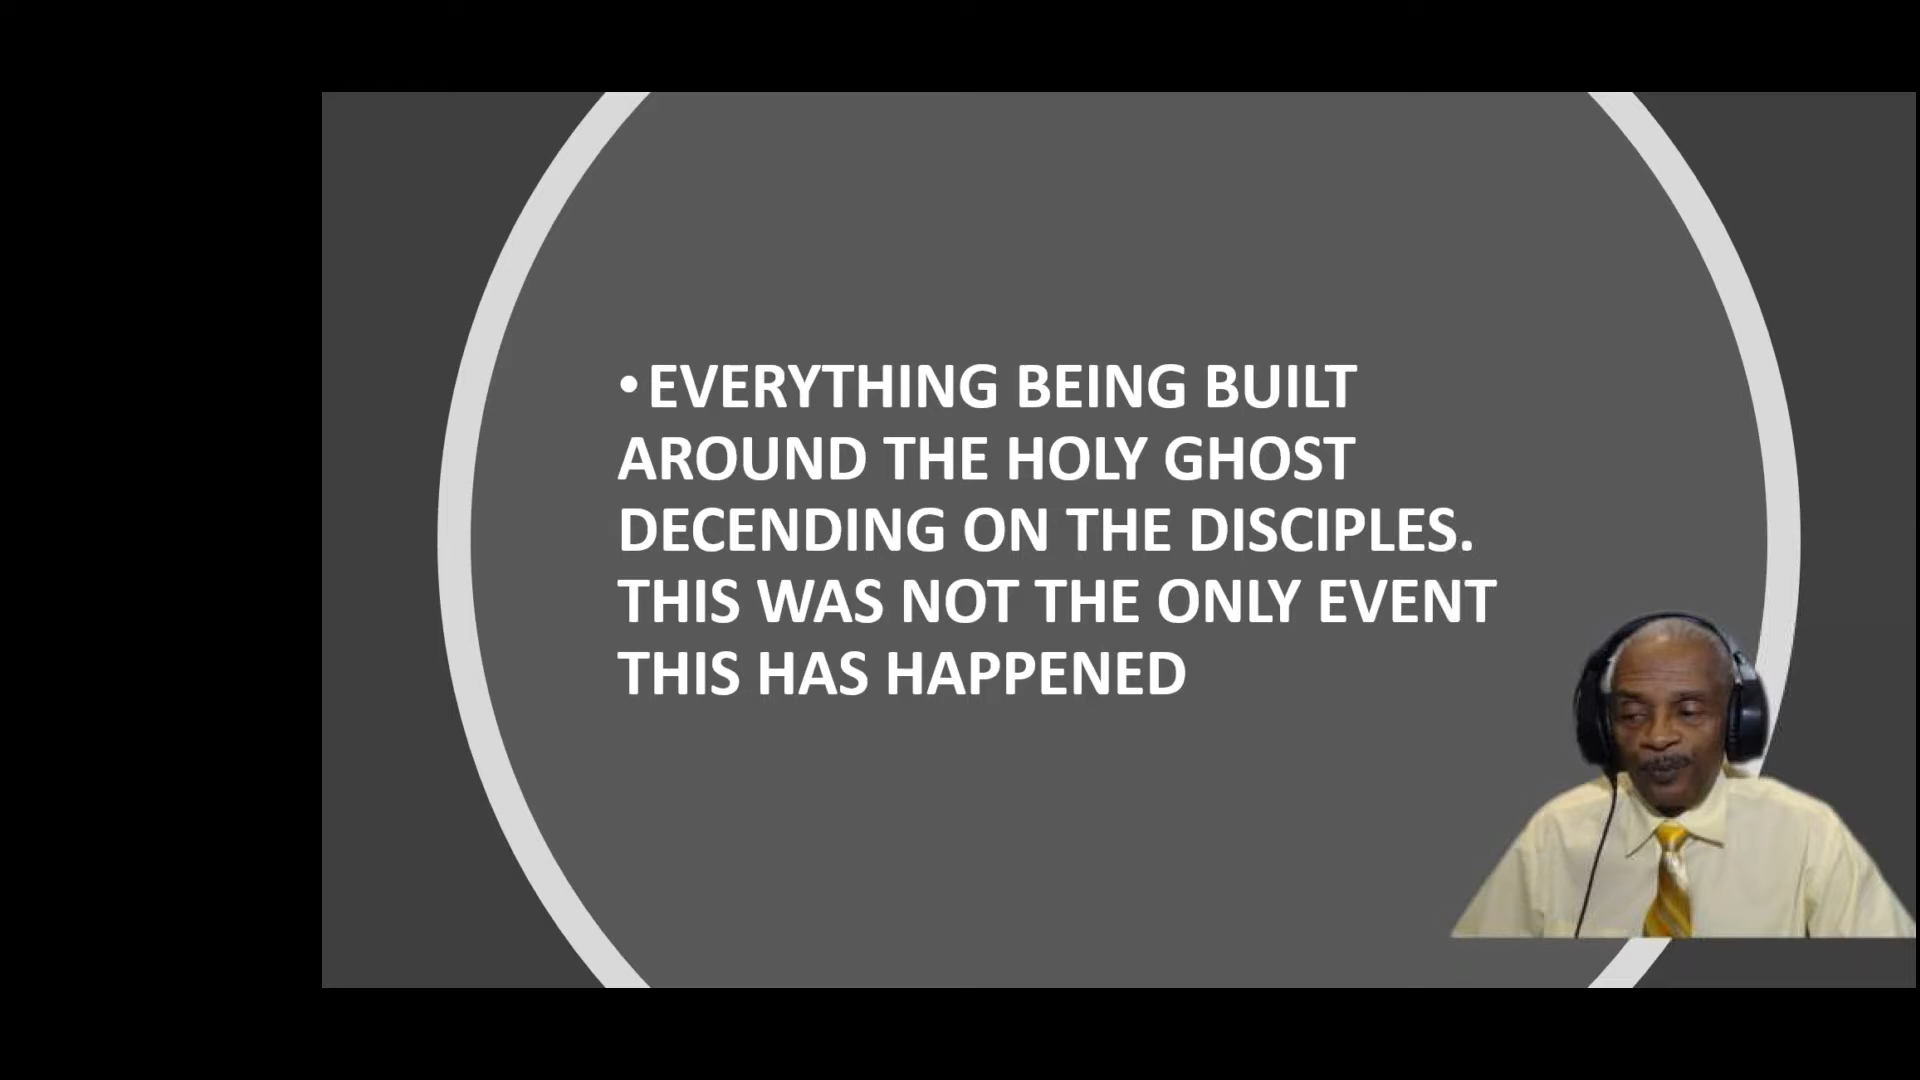 •EVERYTHING BEING BUILT
AROUND THE HOLY GHOST
DECENDING ON THE DISCIPLES.
THIS WAS NOT THE ONLY EVENT
THIS HAS HAPPENED